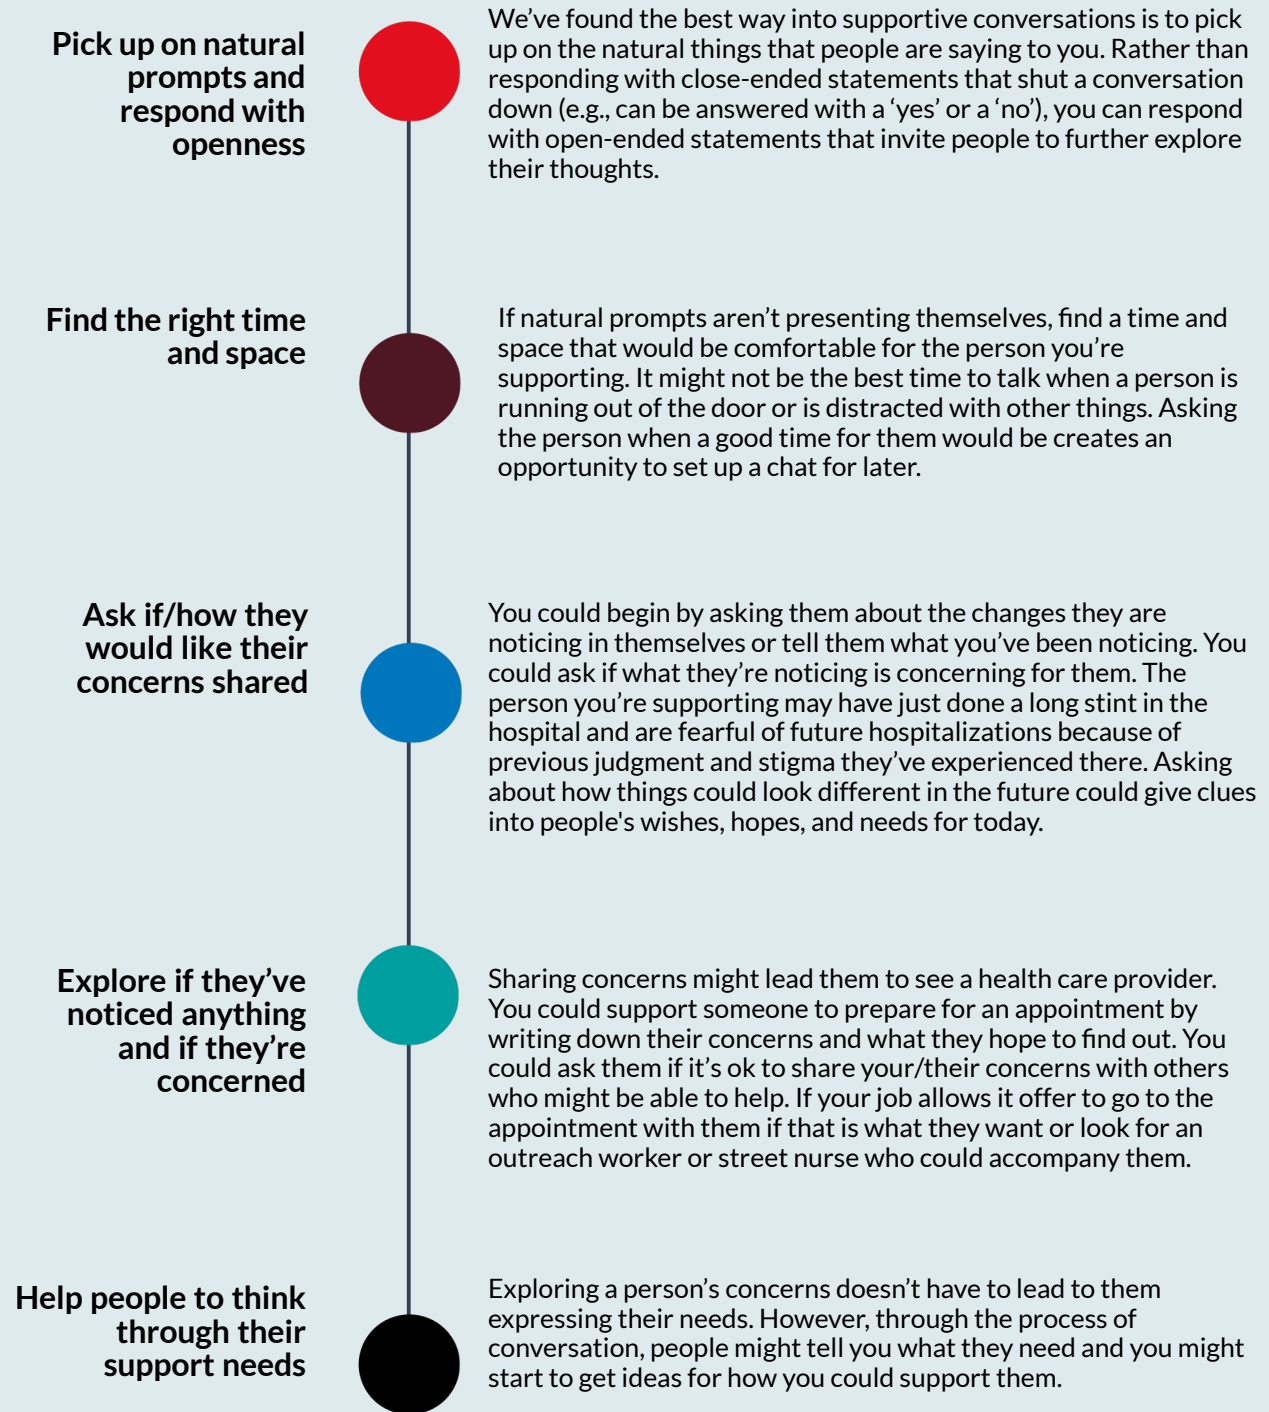 Pick up on natural
prompts and
respond with
openness
We’ve found the best way into supportive conversations is to pick
up on the natural things that people are saying to you. Rather than
responding with close-ended statements that shut a conversation
down (e.g., can be answered with a ‘yes’ or a ‘no’), you can respond
with open-ended statements that invite people to further explore
their thoughts.
Find the right time
and space
If natural prompts aren’t presenting themselves, find a time and
space that would be comfortable for the person you’re
supporting. It might not be the best time to talk when a person is
running out of the door or is distracted with other things. Asking
the person when a good time for them would be creates an
opportunity to set up a chat for later.
Ask if/how they
would like their
concerns shared
You could begin by asking them about the changes they are
noticing in themselves or tell them what you’ve been noticing. You
could ask if what they’re noticing is concerning for them. The
person you’re supporting may have just done a long stint in the
hospital and are fearful of future hospitalizations because of
previous judgment and stigma they’ve experienced there. Asking
about how things could look different in the future could give clues
into people's wishes, hopes, and needs for today.
Explore if they’ve
noticed anything
and if they’re
concerned
Sharing concerns might lead them to see a health care provider.
You could support someone to prepare for an appointment by
writing down their concerns and what they hope to find out. You
could ask them if it’s ok to share your/their concerns with others
who might be able to help. If your job allows it offer to go to the
appointment with them if that is what they want or look for an
outreach worker or street nurse who could accompany them.
Help people to think
through their
support needs
Exploring a person’s concerns doesn’t have to lead to them
expressing their needs. However, through the process of
conversation, people might tell you what they need and you might
start to get ideas for how you could support them.